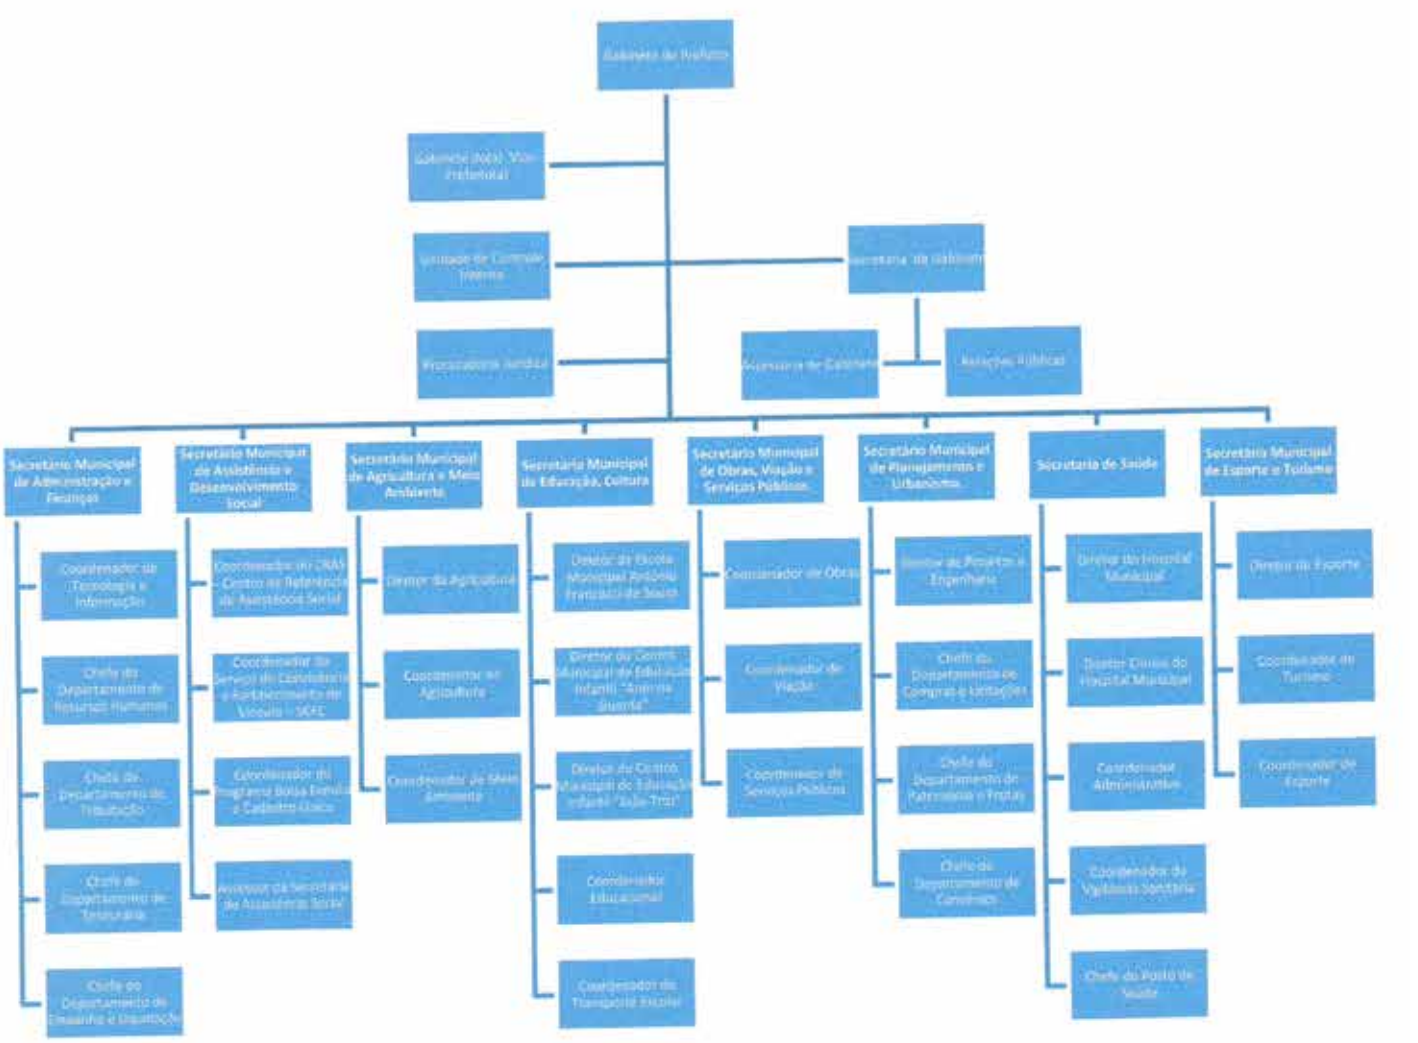 Gabinete do Prefeito
Gabinete do(a) Vice-
Prefeito(a)
Unidade de Controle
Interno
Secretaria de Gabinete
Procuradoria Jurídica
Assessoria de Gabinete
Relações Públicas
Secretário Municipal
de Administração e
Finanças
Coordenador de
Tecnologia e
Informação
Chefe do
Departamento de
Recursos Humanos
Chefe do
Departamento de
Tributação
Chefe do
Departamento de
Tesouraria
Chefe do
Departamento de
Empenho e Liquidação
Secretário Municipal
de Assistência e
Desenvolvimento
Social
Coordenador do CRAS
- Centro de Referência
de Assistência Social
Coordenador do
Serviço de Convivência
e Fortalecimento de
Vínculo - SCFC
Coordenador do
Programa Bolsa Família
e Cadastro Único
Assessor da Secretaria
de Assistência Social
Secretário Municipal
de Agricultura e Meio
Ambiente
Diretor da Agricultura
Coordenador de
Agricultura
Coordenador de Meio
Ambiente
Secretário Municipal
de Educação, Cultura
Diretor da Escola
Municipal Antônio
Francisco de Souza
Diretor do Centro
Municipal de Educação
Infantil
Diretor do Centro
Municipal de Educação
Infantil
Coordenador
Educacional
Coordenador do
Transporte Escolar
Secretário Municipal
de Obras, Viação e
Serviços Públicos
Coordenador de Obras
Coordenador de
Viação
Coordenador de
Serviços Públicos
Secretário Municipal
de Planejamento e
Urbanismo
Diretor de Projetos e
Engenharia
Chefe do
Departamento de
Compras e Licitações
Chefe do
Departamento de
Patrimônio e Frotas
Chefe do
Departamento de
Convênios
Secretaria de Saúde
Diretor do Hospital
Municipal
Diretor Clínico do
Hospital Municipal
Coordenador
Administrativo
Coordenador da
Vigilância Sanitária
Chefe do Posto de
Saúde
Secretário Municipal
de Esporte e Turismo
Diretor do Esporte
Coordenador de
Turismo
Coordenador de
Esporte